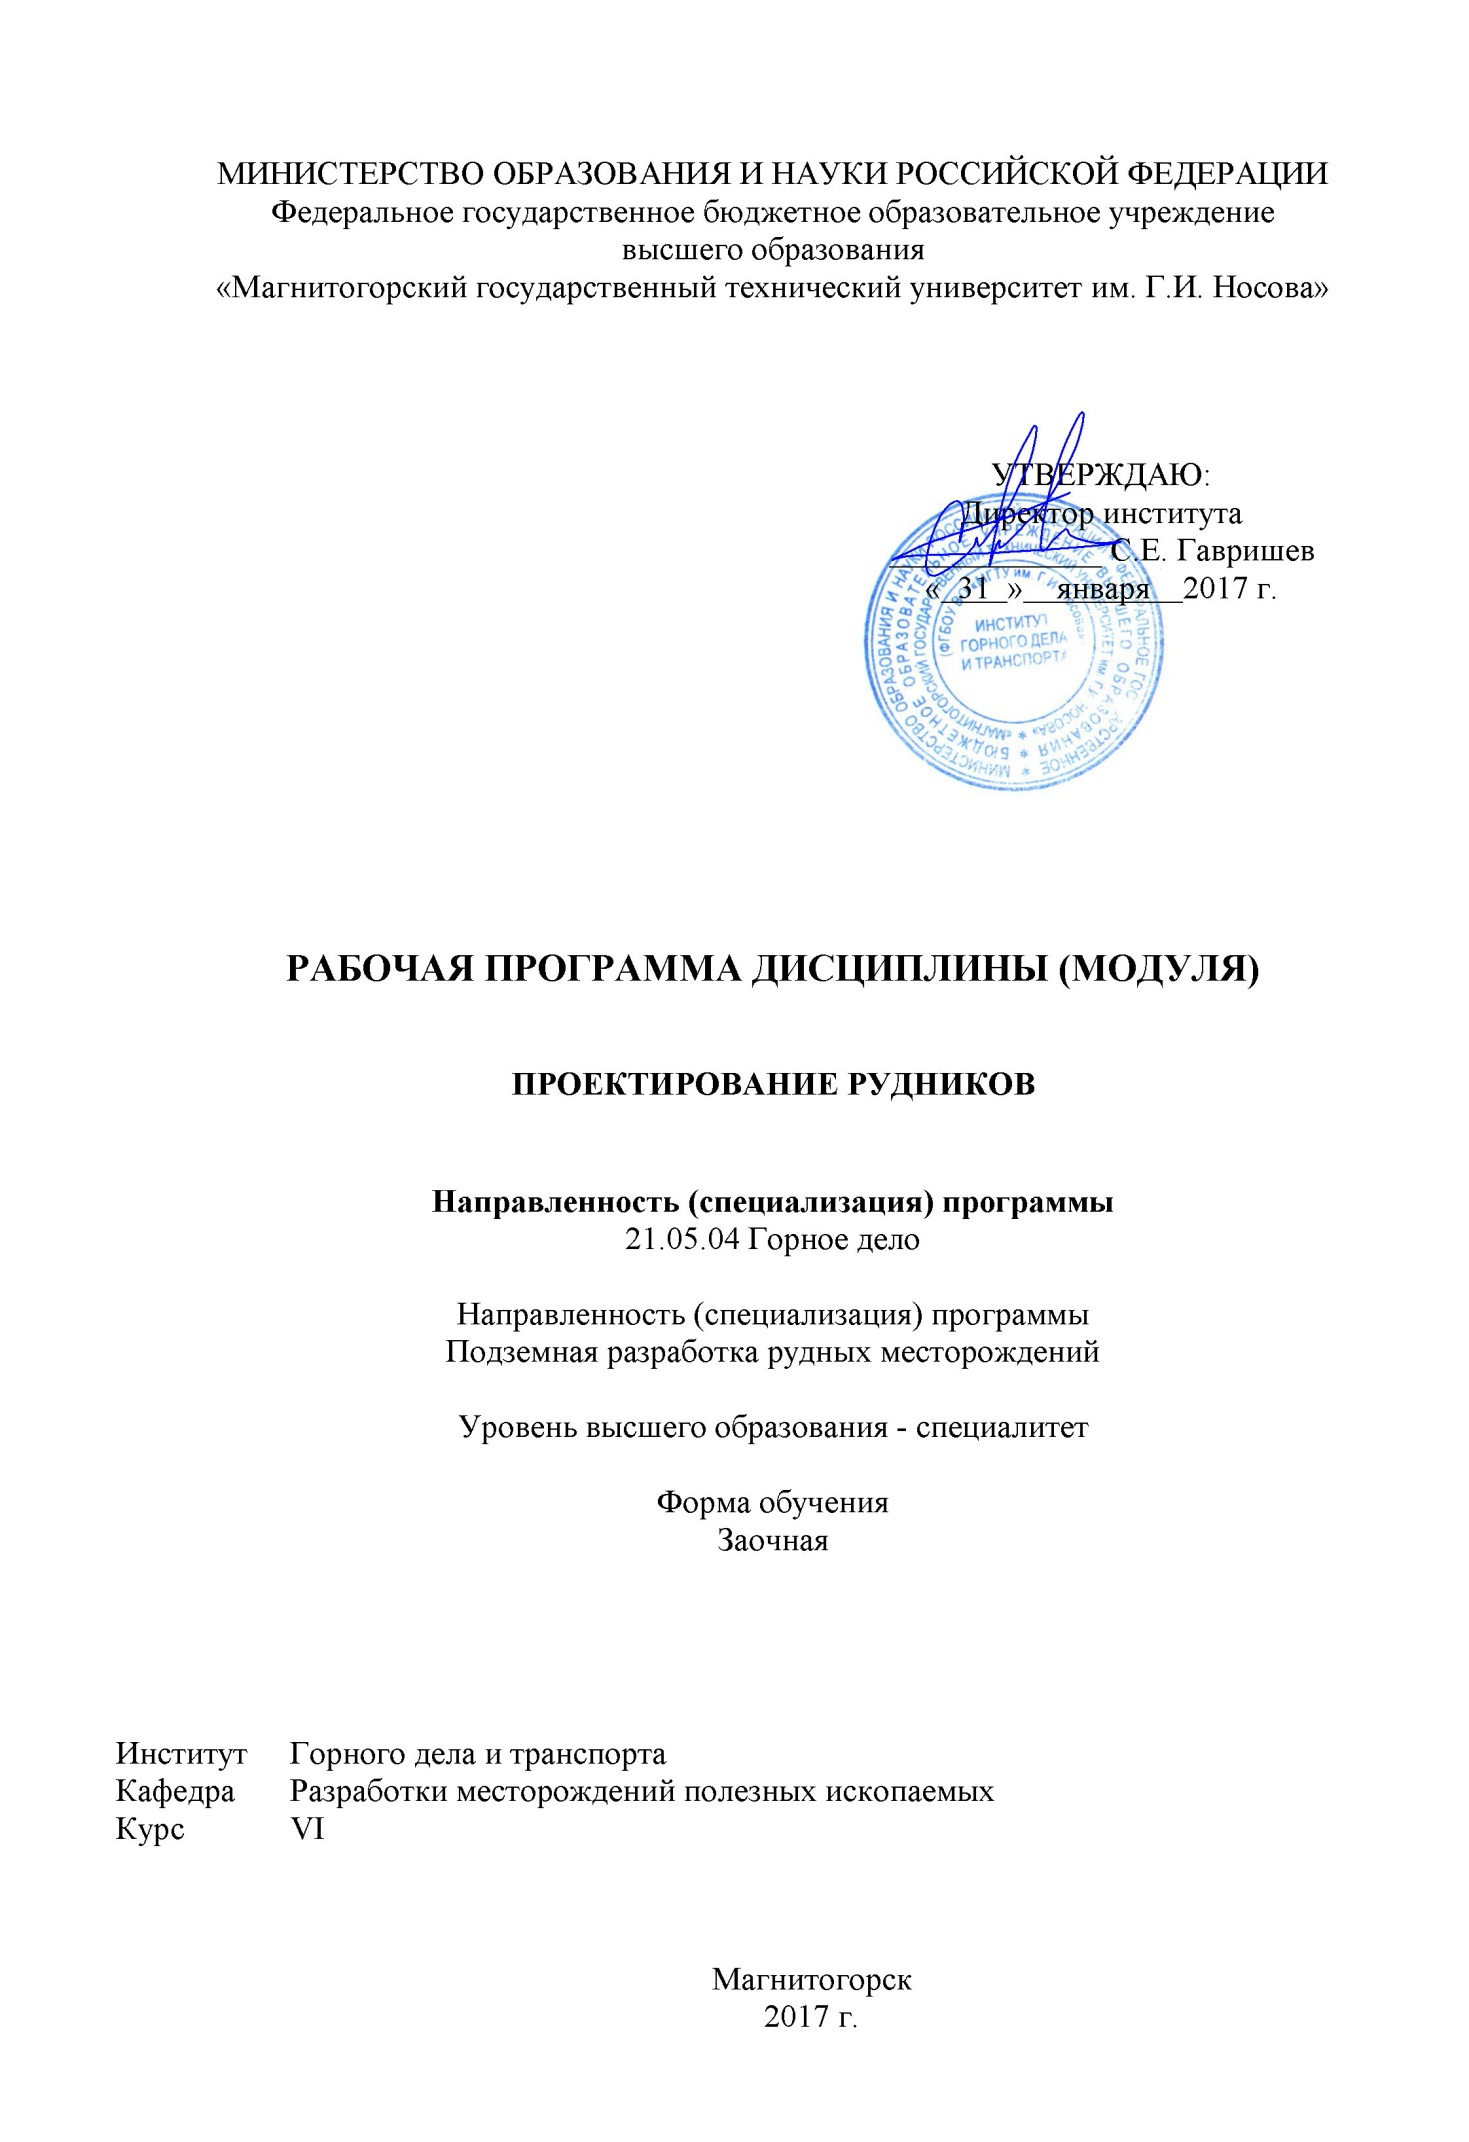 МИНИСТЕРСТВО ОБРАЗОВАНИЯ И НАУКИ РОССИЙСКОЙ ФЕДЕРАЦИИ
Федеральное государственное бюджетное образовательное учреждение
высшего образования
«Магнитогорский государственный технический университет им. Г.И. Носова»
УТВЕРЖДАЮ:
Директор института
С.Е. Гавришев
« 31 » января 2017 г.
ИНСТИТУТ
ГОРНОГО ДЕЛА
И ТРАНСПОРТА
РАБОЧАЯ ПРОГРАММА ДИСЦИПЛИНЫ (МОДУЛЯ)
ПРОЕКТИРОВАНИЕ РУДНИКОВ
Направленность (специализация) программы
21.05.04 Горное дело
Направленность (специализация) программы
Подземная разработка рудных месторождений
Уровень высшего образования - специалитет
Форма обучения
Заочная
Институт Горного дела и транспорта
Кафедра Разработки месторождений полезных ископаемых
Курс VI
Магнитогорск
2017 г.